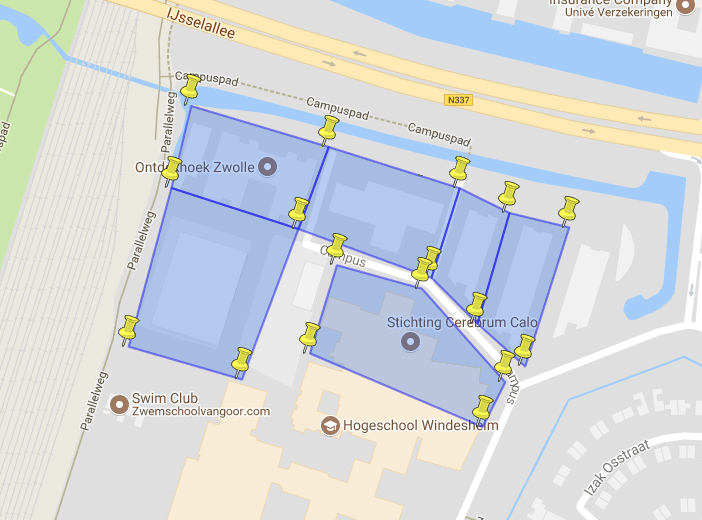 Insurance Company
Univé Verzekeringen
IJsselallee
Campuspad
N337
Campuspad
Campuspad
Parallelweg
Zwolle
Parallelweg
Campus
Stichting Cerebrum Calo
Swim Club
Zwemschoolvangoor.com
Parallelweg
Hogeschool Windesheim
Izak Osstraat